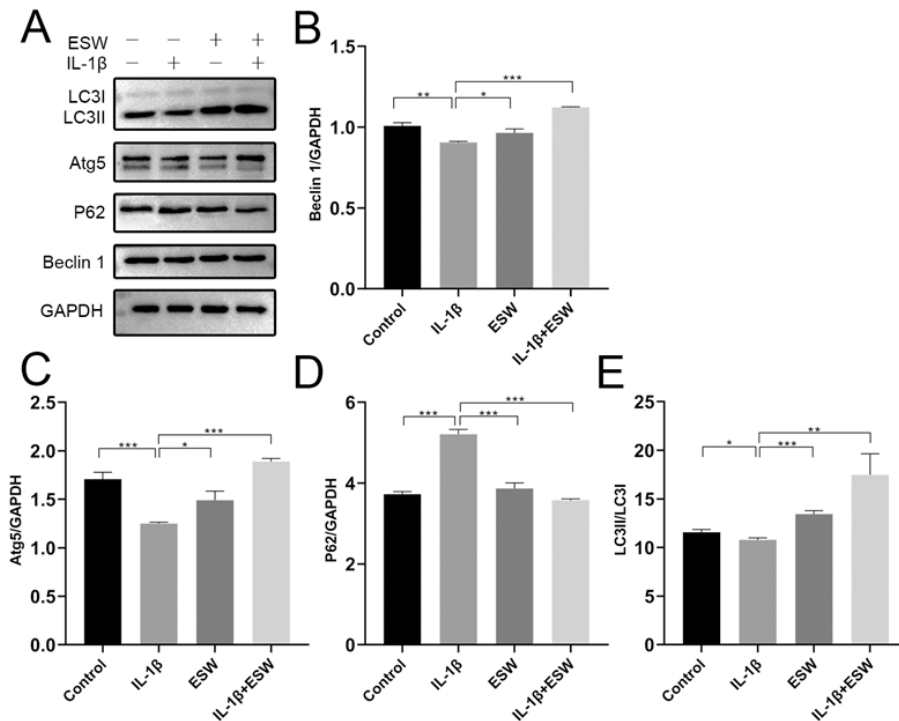 A
ESW − − + +
IL-1β − + − +
LC3I
LC3II
Atg5
P62
Beclin 1
GAPDH
B
Beclin 1/GAPDH
1.5
1.0
0.5
0.0
** * ***
Control IL-1β ESW IL-1β+ESW
C
Atg5/GAPDH
2.5
2.0
1.5
1.0
0.5
0.0
*** * ***
Control IL-1β ESW IL-1β+ESW
D
P62/GAPDH
6
4
2
0
*** *** ***
Control IL-1β ESW IL-1β+ESW
E
LC3II/LC3I
25
20
15
10
5
0
* *** **
Control IL-1β ESW IL-1β+ESW